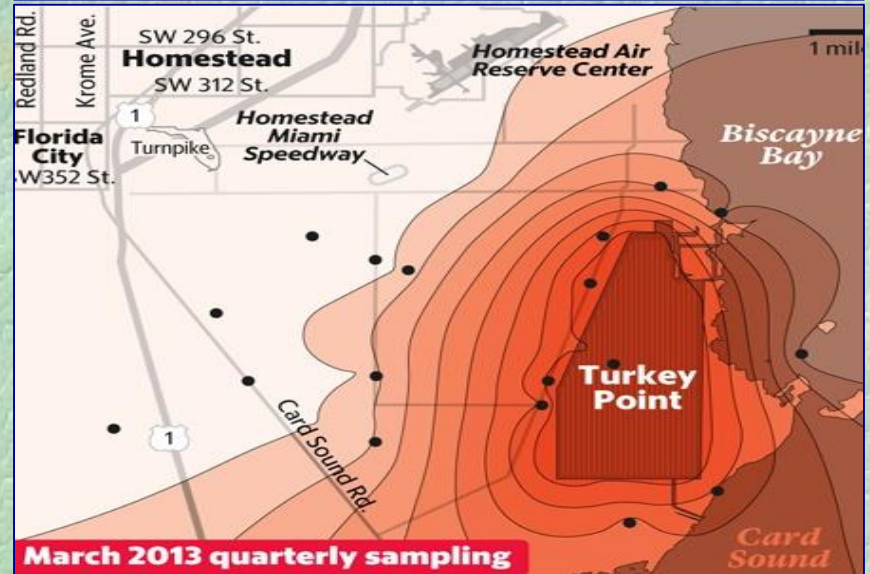 Redland Rd.
Krome Ave.
SW 296 St.
Homestead
SW 312 St.
Homestead Air
Reserve Center
1 mil
1
Florida
City
Turnpike
Homestead
Miami
Speedway
Biscayne
Bay
W352 St.
Turkey
Point
Card Sound Rd.
1
March 2013 quarterly sampling
Card
Sound